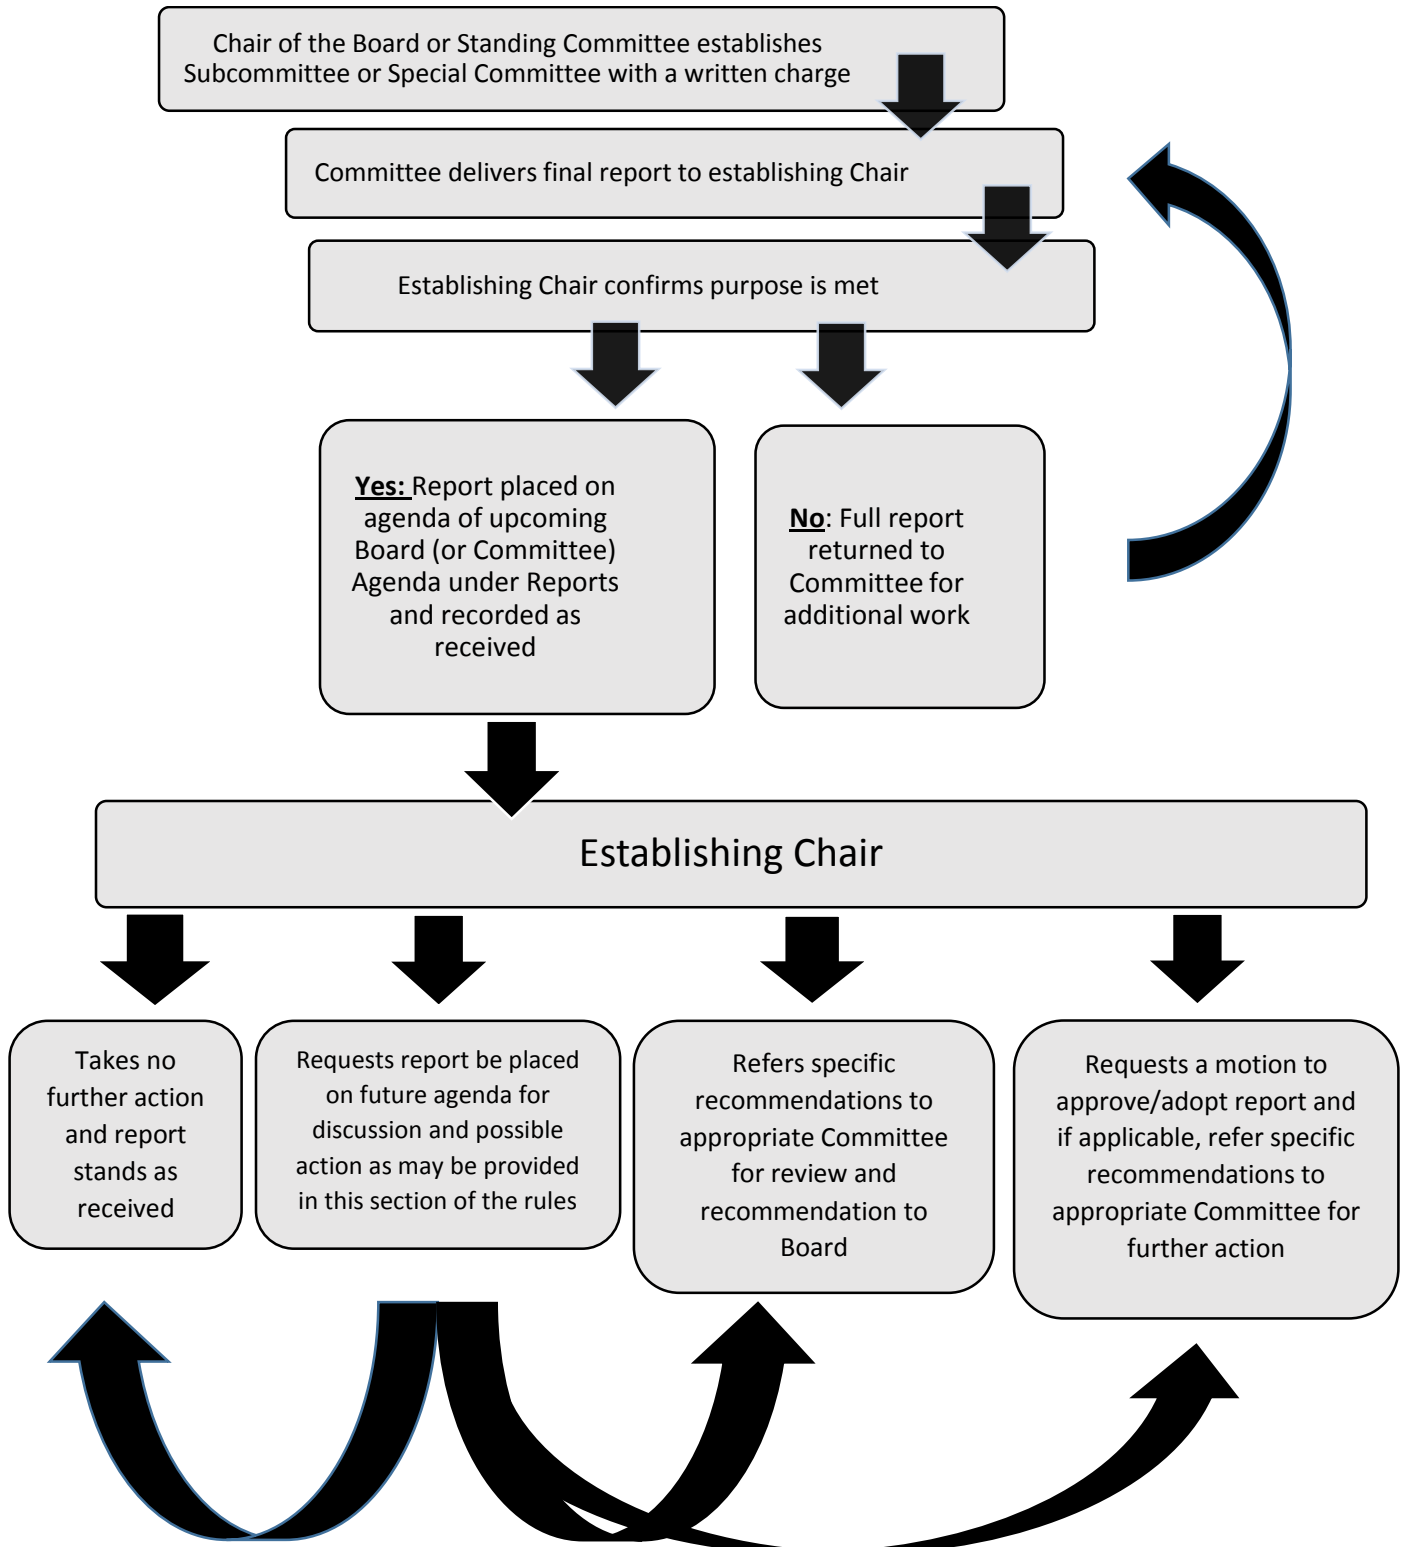 Chair of the Board or Standing Committee establishes
Subcommittee or Special Committee with a written charge
Committee delivers final report to establishing Chair
Establishing Chair confirms purpose is met
Yes: Report placed on
agenda of upcoming
Board (or Committee)
Agenda under Reports
and recorded as
received
No: Full report
returned to
Committee for
additional work
Establishing Chair
Takes no
further action
and report
stands as
received
Requests report be placed
on future agenda for
discussion and possible
action as may be provided
in this section of the rules
Refers specific
recommendations to
appropriate Committee
for review and
recommendation to
Board
Requests a motion to
approve/adopt report and
if applicable, refer specific
recommendations to
appropriate Committee for
further action